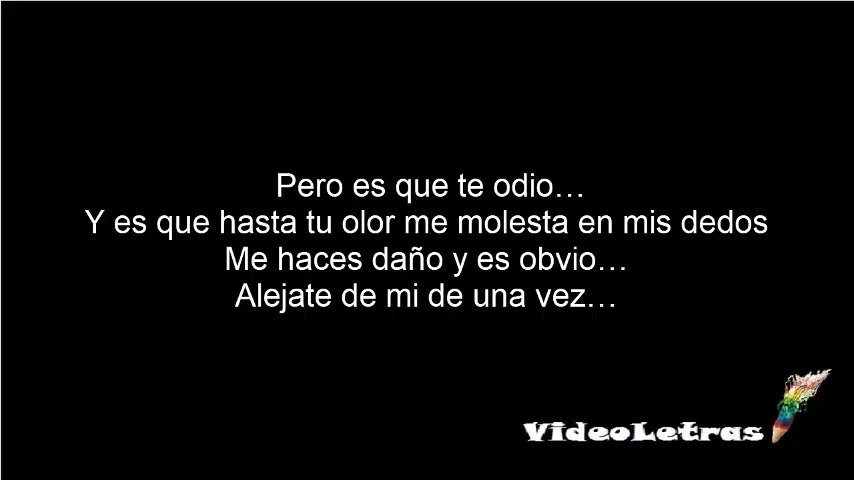 Pero es que te odio…
Y es que hasta tu olor me molesta en mis dedos
Me haces daño y es obvio…
Alejate de mi de una vez…
VideoLetras